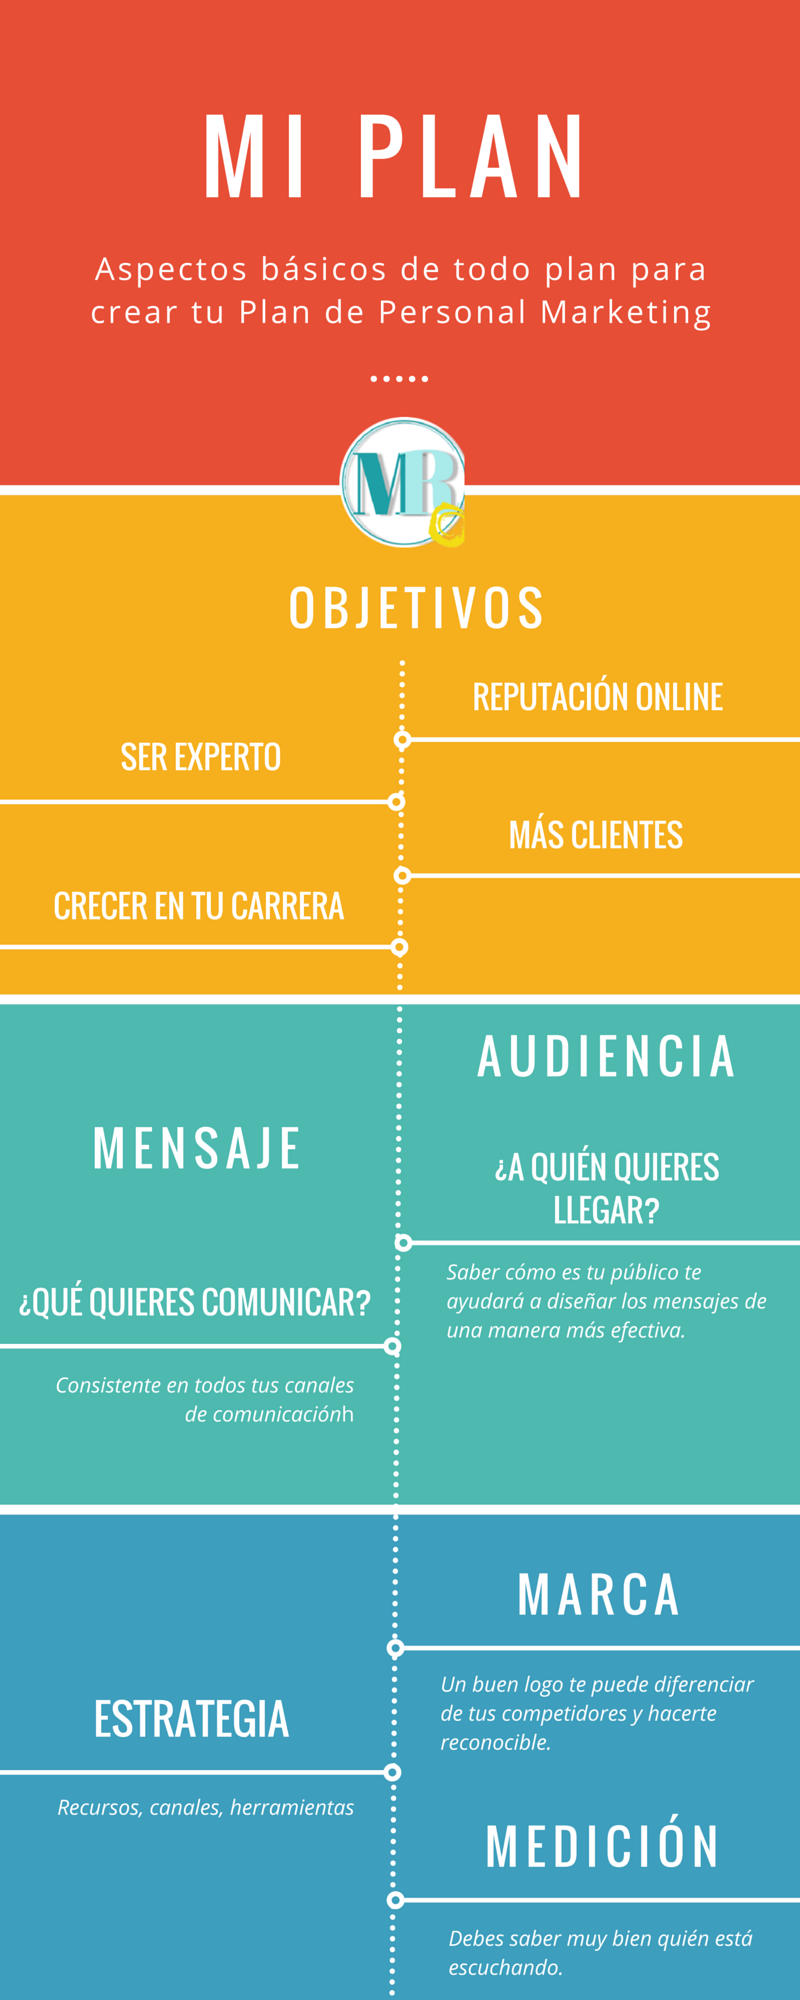 MI PLAN
Aspectos básicos de todo plan para
crear tu Plan de Personal Marketing
MR
OBJETIVOS
REPUTACIÓN ONLINE
SER EXPERTO
MÁS CLIENTES
CRECER EN TU CARRERA
AUDIENCIA
¿A QUIÉN QUIERES
LLEGAR?
Saber cómo es tu público te
ayudará a diseñar los mensajes de
una manera más efectiva.
MENSAJE
¿QUÉ QUIERES COMUNICAR?
Consistente en todos tus canales
de comunicaciónh
MARCA
Un buen logo te puede diferenciar
de tus competidores y hacerte
reconocible.
ESTRATEGIA
Recursos, canales, herramientas
MEDICIÓN
Debes saber muy bien quién está
escuchando.